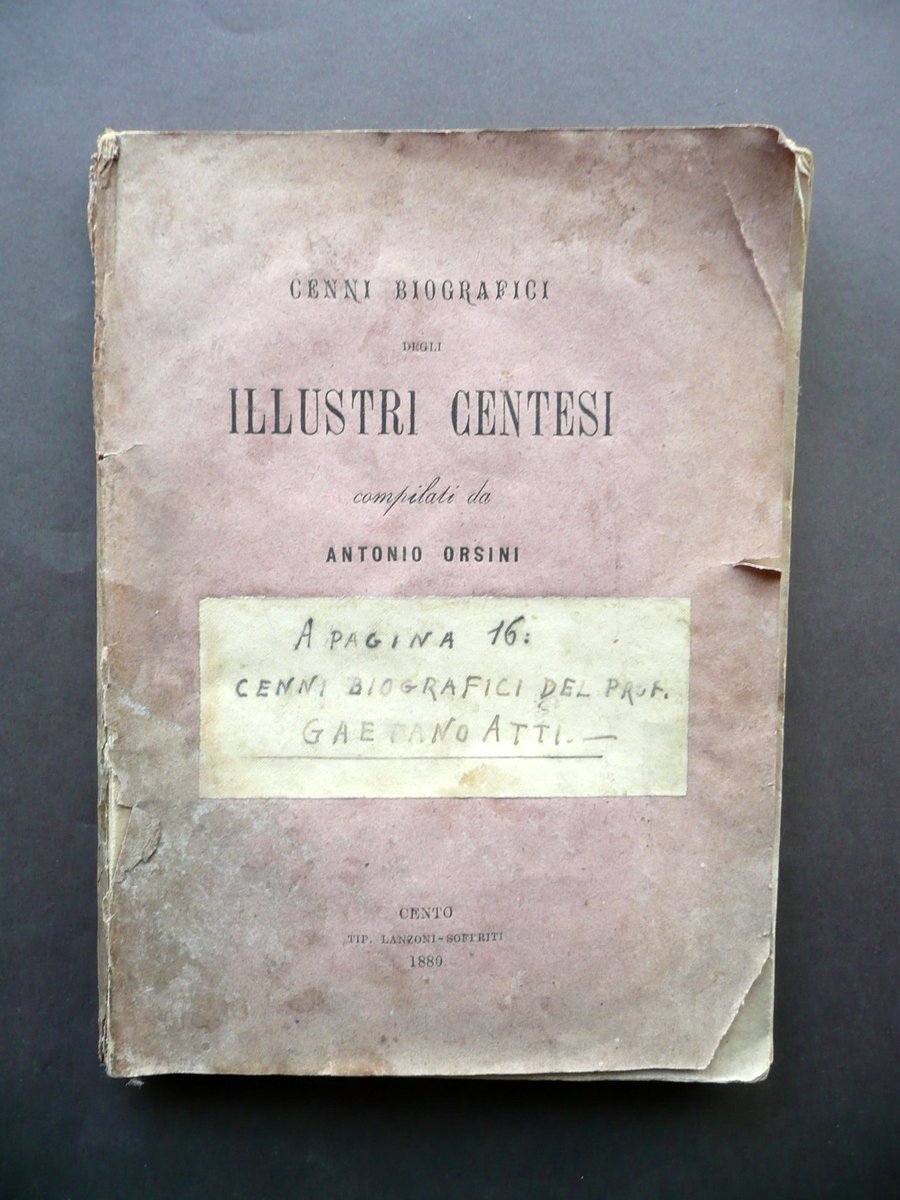 CENNI BIOGRAFICI
DEGLI
ILLUSTRI CENTESI
compilati da
ANTONIO ORSINI
A PAGINA 16:
CENNI BIOGRAFICI DEL PROF.
GAETANO ATTI. —
CENTO
TIP. LANZONI-SOFFRITI
1880